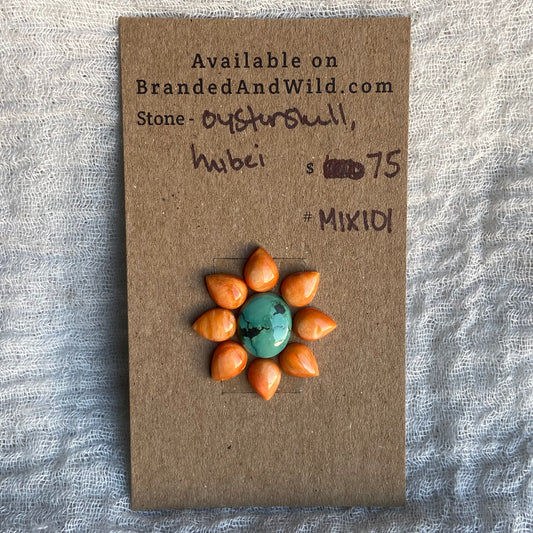 Available on
BrandedAndWild.com
Stone - oystershell,
hubei $ 75
# MIX101